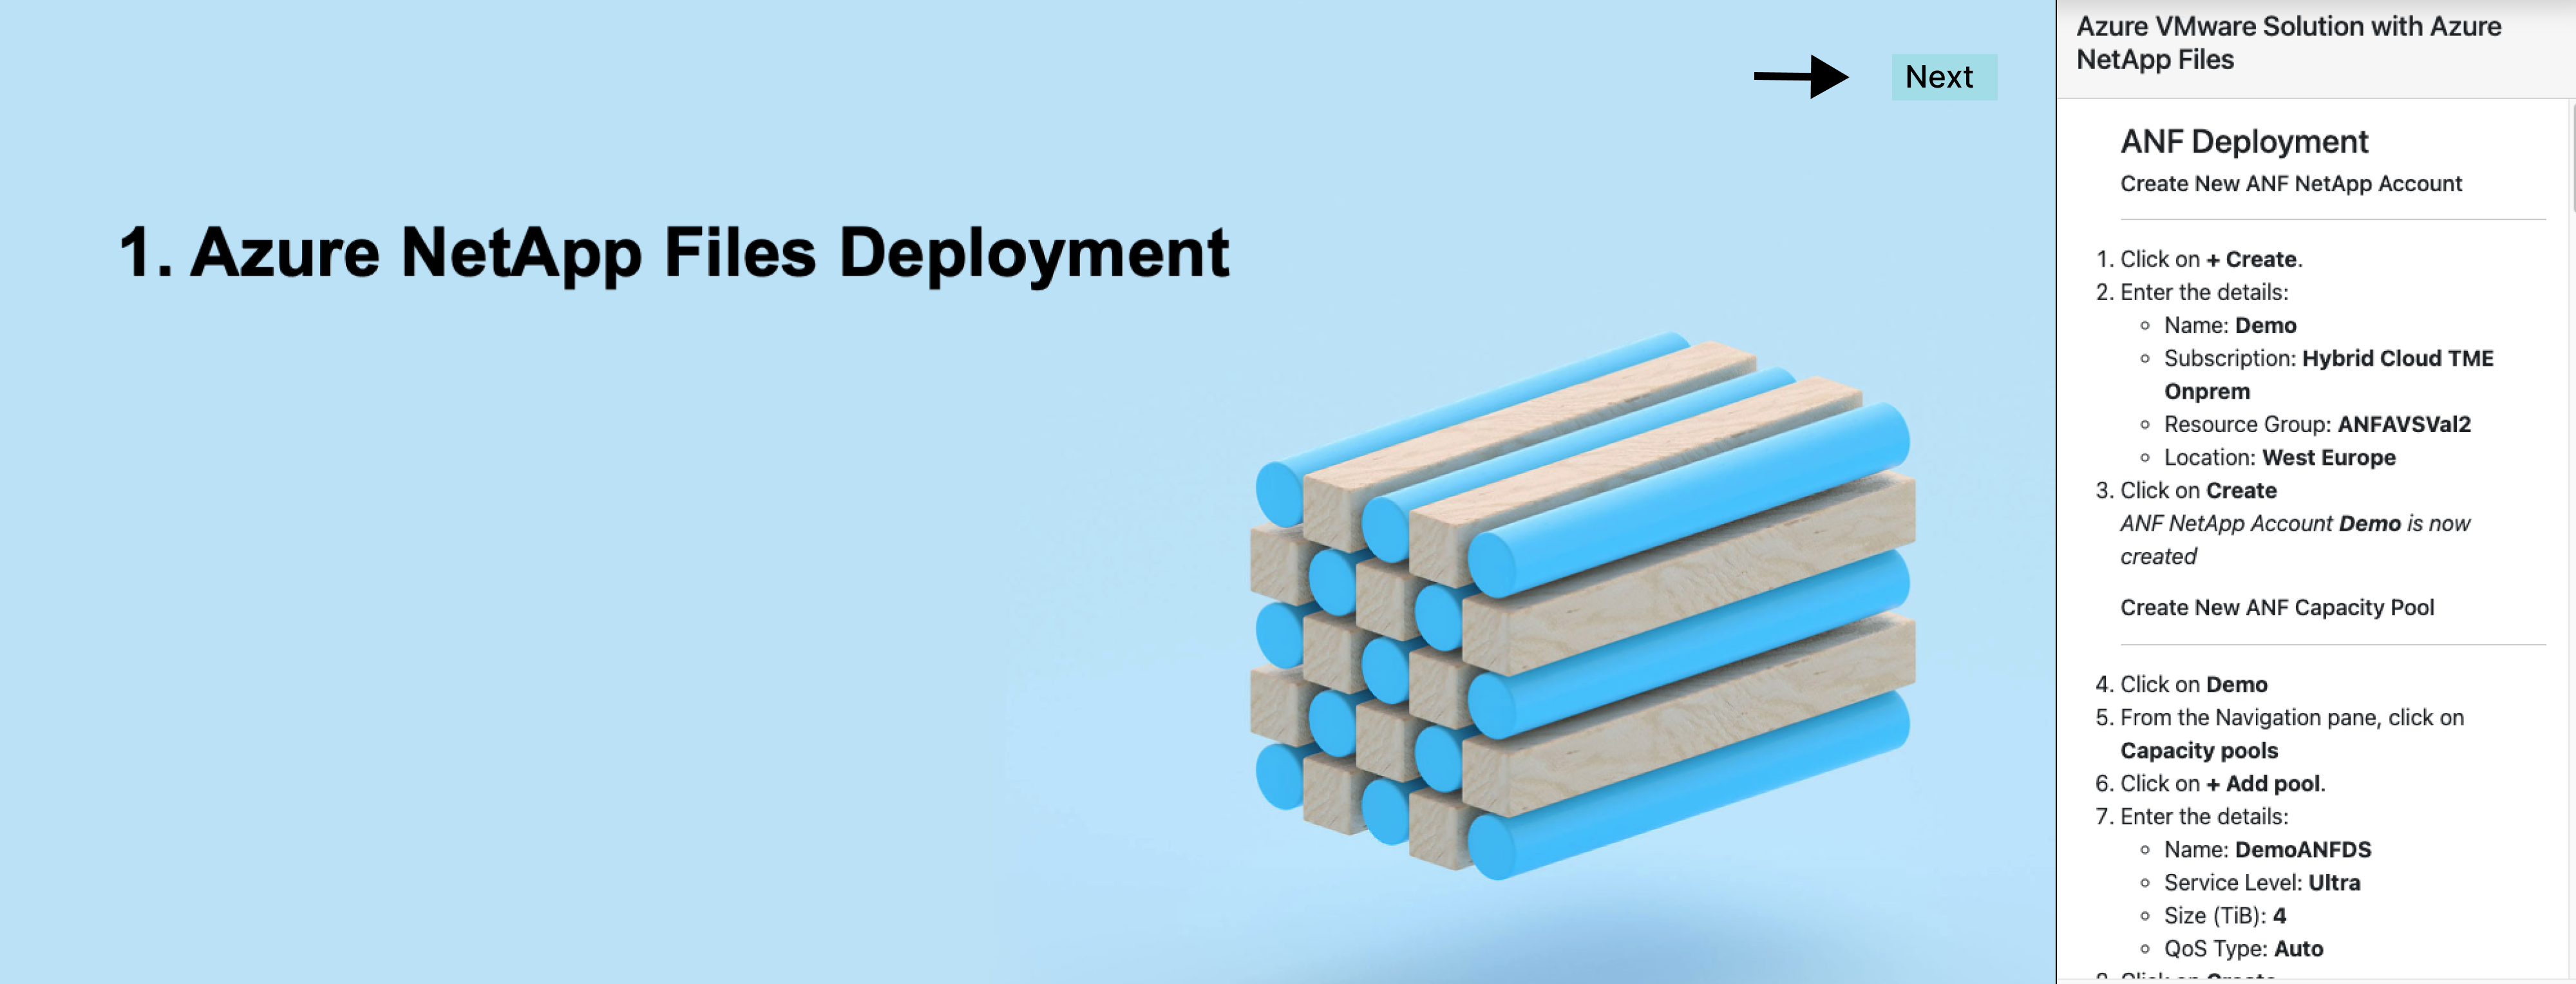 Next
1. Azure NetApp Files Deployment
Azure VMware Solution with Azure
NetApp Files
ANF Deployment
Create New ANF NetApp Account
1. Click on + Create.
2. Enter the details:
Name: Demo
Subscription: Hybrid Cloud TME
Onprem
Resource Group: ANFAVSVal2
Location: West Europe
3. Click on Create
ANF NetApp Account Demo is now
created
Create New ANF Capacity Pool
4. Click on Demo
5. From the Navigation pane, click on
Capacity pools
6. Click on + Add pool.
7. Enter the details:
Name: DemoANFDS
Service Level: Ultra
Size (TiB): 4
QoS Type: Auto
8. Click on Create